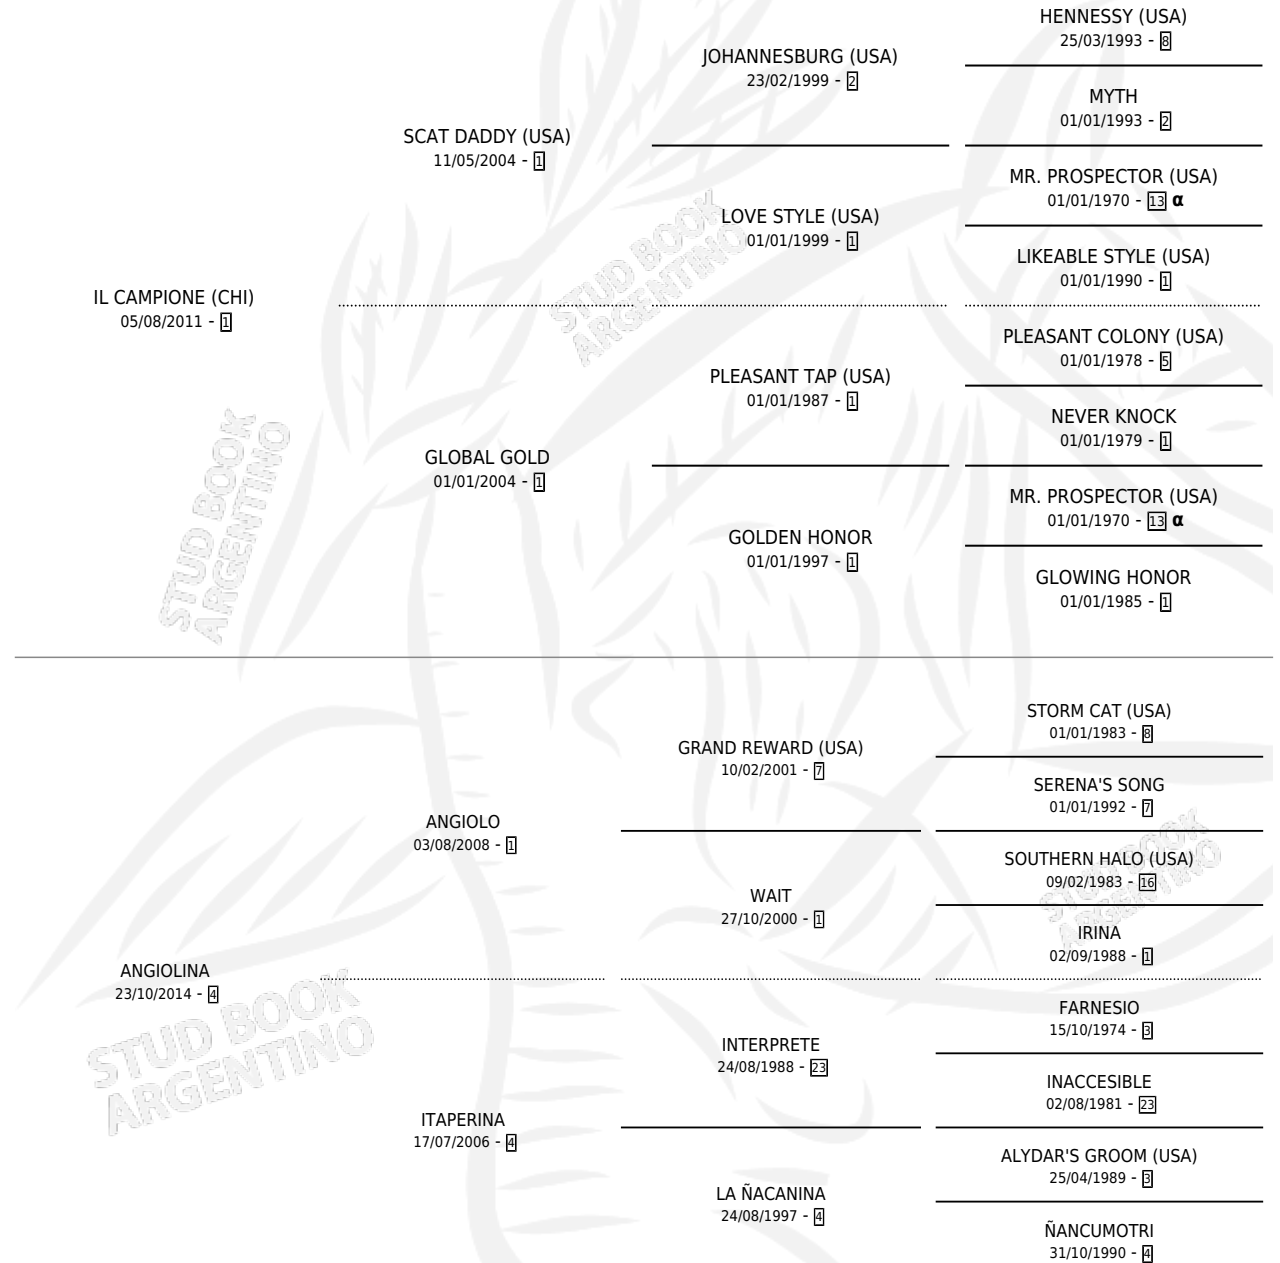 HENNESSY (USA)
25/03/1993 - 8
JOHANNESBURG (USA)
23/02/1999 - 2
MYTH
01/01/1993 - 2
SCAT DADDY (USA)
11/05/2004 - 1
MR. PROSPECTOR (USA)
01/01/1970 - 13 α
LOVE STYLE (USA)
01/01/1999 - 1
LIKEABLE STYLE (USA)
01/01/1990 - 1
IL CAMPIONE (CHI)
05/08/2011 - 1
PLEASANT COLONY (USA)
01/01/1978 - 5
PLEASANT TAP (USA)
01/01/1987 - 1
NEVER KNOCK
01/01/1979 - 1
GLOBAL GOLD
01/01/2004 - 1
MR. PROSPECTOR (USA)
01/01/1970 - 13 α
GOLDEN HONOR
01/01/1997 - 1
GLOWING HONOR
01/01/1985 - 1
STORM CAT (USA)
01/01/1983 - 8
GRAND REWARD (USA)
10/02/2001 - 7
SERENA'S SONG
01/01/1992 - 7
ANGIOLO
03/08/2008 - 1
SOUTHERN HALO (USA)
09/02/1983 - 16
WAIT
27/10/2000 - 1
IRINA
02/09/1988 - 1
ANGIOLINA
23/10/2014 - 4
FARNESIO
15/10/1974 - 3
INTERPRETE
24/08/1988 - 23
INACCESIBLE
02/08/1981 - 23
ITAPERINA
17/07/2006 - 4
ALYDAR'S GROOM (USA)
25/04/1989 - 3
LA ÑACANINA
24/08/1997 - 4
ÑANCUMOTRI
31/10/1990 - 4
STUD BOOK
ARGENTINO
STUD BOOK
ARGENTINO
STUD BOOK
ARGENTINO
STUD BOOK
ARGENTINO